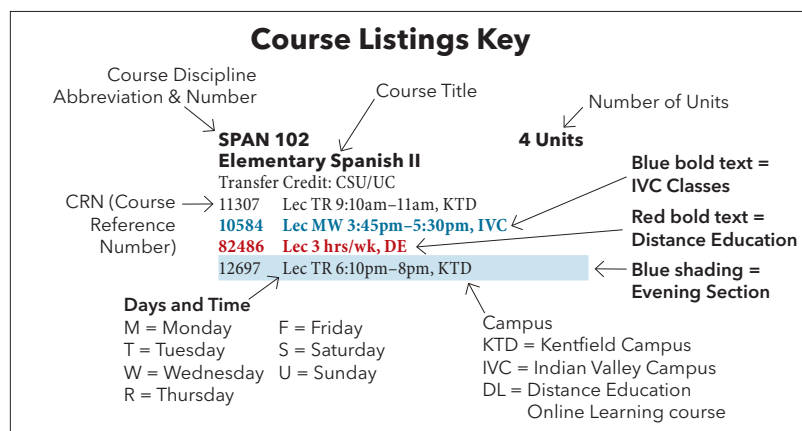 Course Listings Key
Course Discipline
Abbreviation & Number
Course Title
Number of Units
SPAN 102 4 Units
Elementary Spanish II
Transfer Credit: CSU/UC
11307 Lec TR 9:10am–11am, KTD
10584 Lec MW 3:45pm–5:30pm, IVC
82486 Lec 3 hrs/wk, DE
12697 Lec TR 6:10pm–8pm, KTD
CRN (Course
Reference
Number)
Blue bold text =
IVC Classes
Red bold text =
Distance Education
Blue shading =
Evening Section
Days and Time
M = Monday
T = Tuesday
W = Wednesday
R = Thursday
F = Friday
S = Saturday
U = Sunday
Campus
KTD = Kentfield Campus
IVC = Indian Valley Campus
DL = Distance Education
Online Learning course